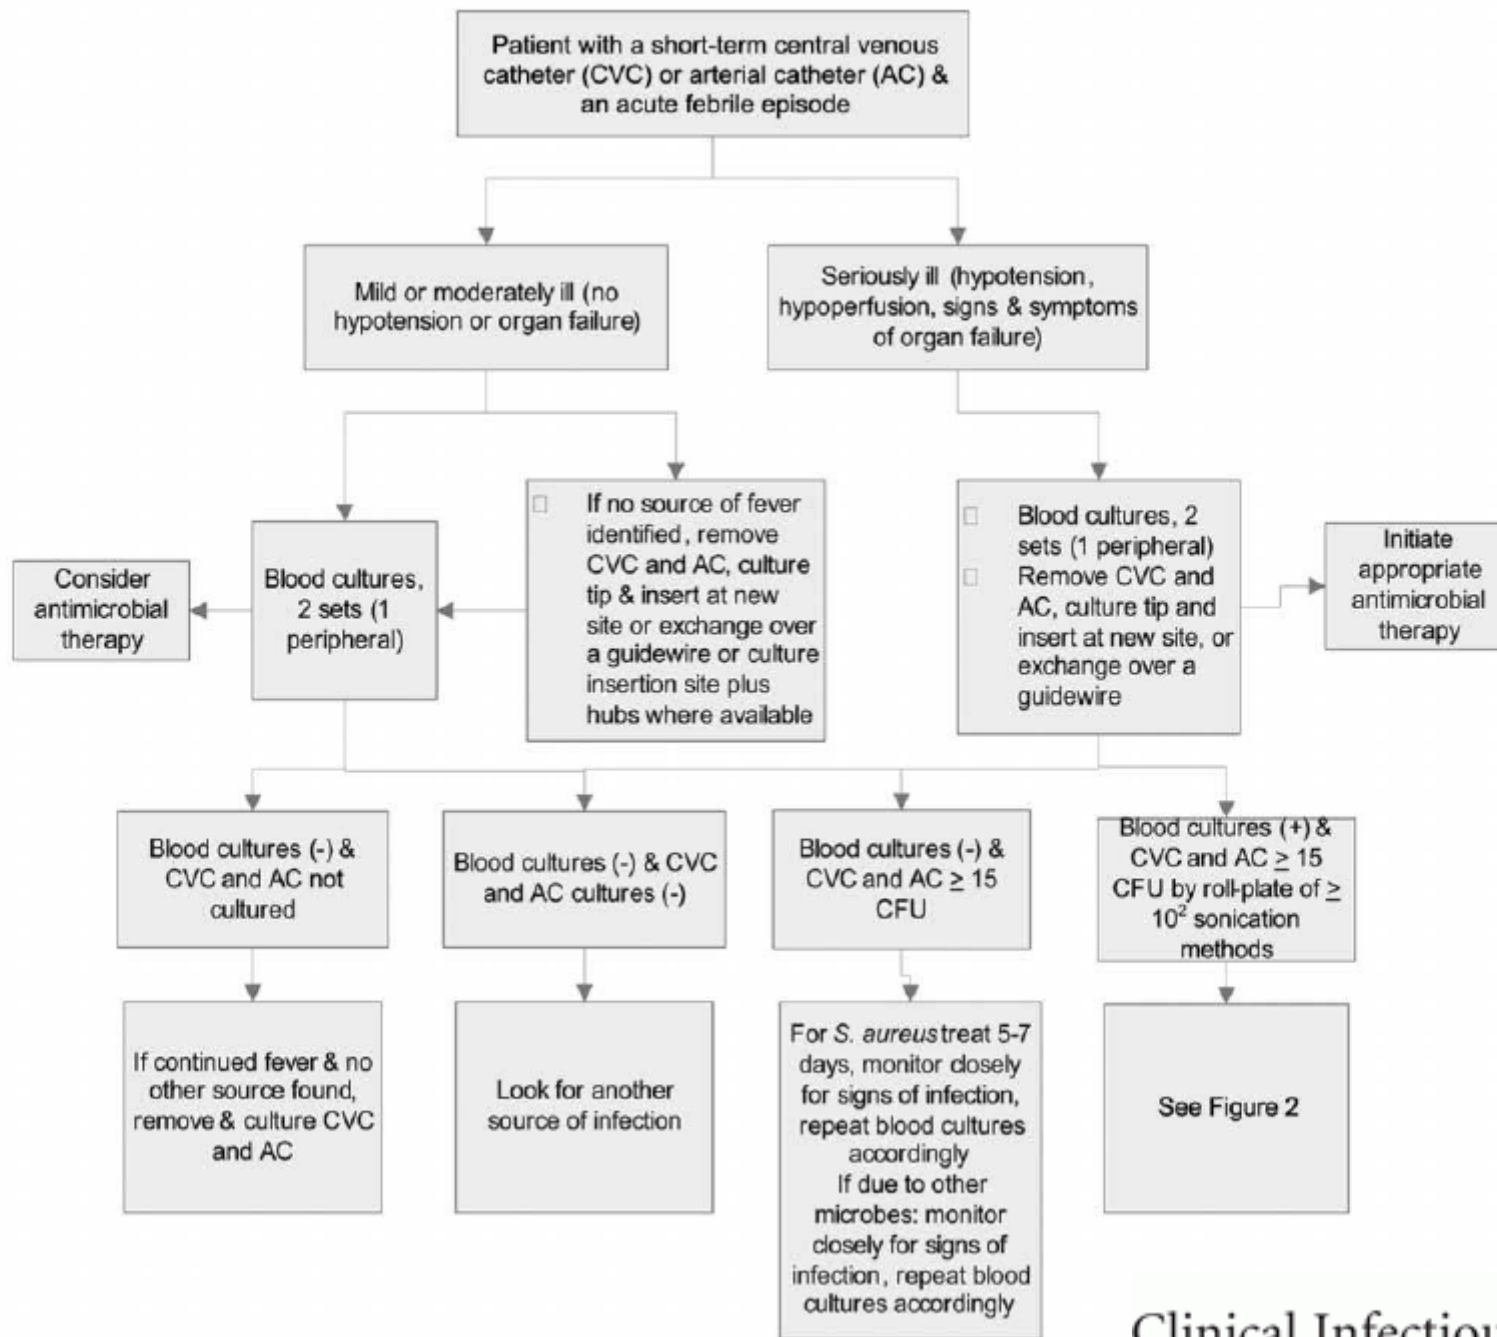 Patient with a short-term central venous
catheter (CVC) or arterial catheter (AC) &
an acute febrile episode
Mild or moderately ill (no
hypotension or organ failure)
Seriously ill (hypotension,
hypoperfusion, signs & symptoms
of organ failure)
Consider
antimicrobial
therapy
Blood cultures,
2 sets (1
peripheral)
If no source of fever
identified, remove
CVC and AC, culture
tip & insert at new
site or exchange over
a guidewire or culture
insertion site plus
hubs where available
Blood cultures, 2
sets (1 peripheral)
Remove CVC and
AC, culture tip and
insert at new site, or
exchange over a
guidewire
Initiate
appropriate
antimicrobial
therapy
Blood cultures (-) &
CVC and AC not
cultured
Blood cultures (-) & CVC
and AC cultures (-)
Blood cultures (-) &
CVC and AC ≥ 15
CFU
Blood cultures (+) &
CVC and AC ≥ 15
CFU by roll-plate of ≥
10² sonication
methods
If continued fever & no
other source found,
remove & culture CVC
and AC
Look for another
source of infection
For S. aureus treat 5-7
days, monitor closely
for signs of infection,
repeat blood cultures
accordingly
If due to other
microbes: monitor
closely for signs of
infection, repeat blood
cultures accordingly
See Figure 2
Clinical Infectiou